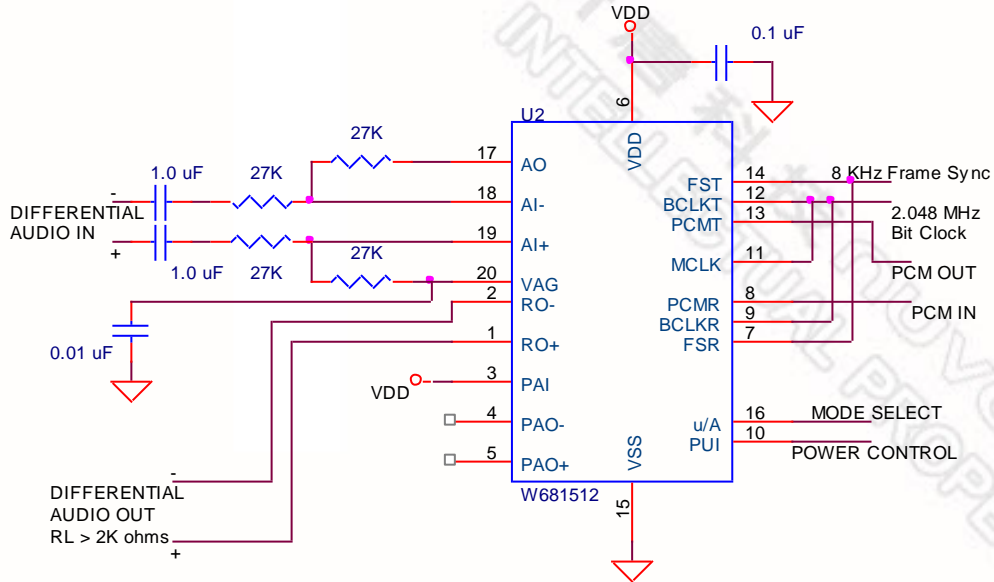 VDD
0.1 uF
6
U2
VDD
27K
17
AO
1.0 uF
27K
18
AI-
-
DIFFERENTIAL
AUDIO IN
+
19
AI+
1.0 uF
27K
27K
20
VAG
2
RO-
0.01 uF
1
RO+
VDD
3
PAI
4
PAO-
5
PAO+
VSS
W681512
15
-
DIFFERENTIAL
AUDIO OUT
RL > 2K ohms
+
FST
14
8 KHz Frame Sync
BCLKT
12
2.048 MHz
Bit Clock
PCMT
13
MCLK
11
PCM OUT
PCMR
8
PCM IN
BCLKR
9
FSR
7
u/A
16
MODE SELECT
PUI
10
POWER CONTROL
INTELLECTUAL PROPE